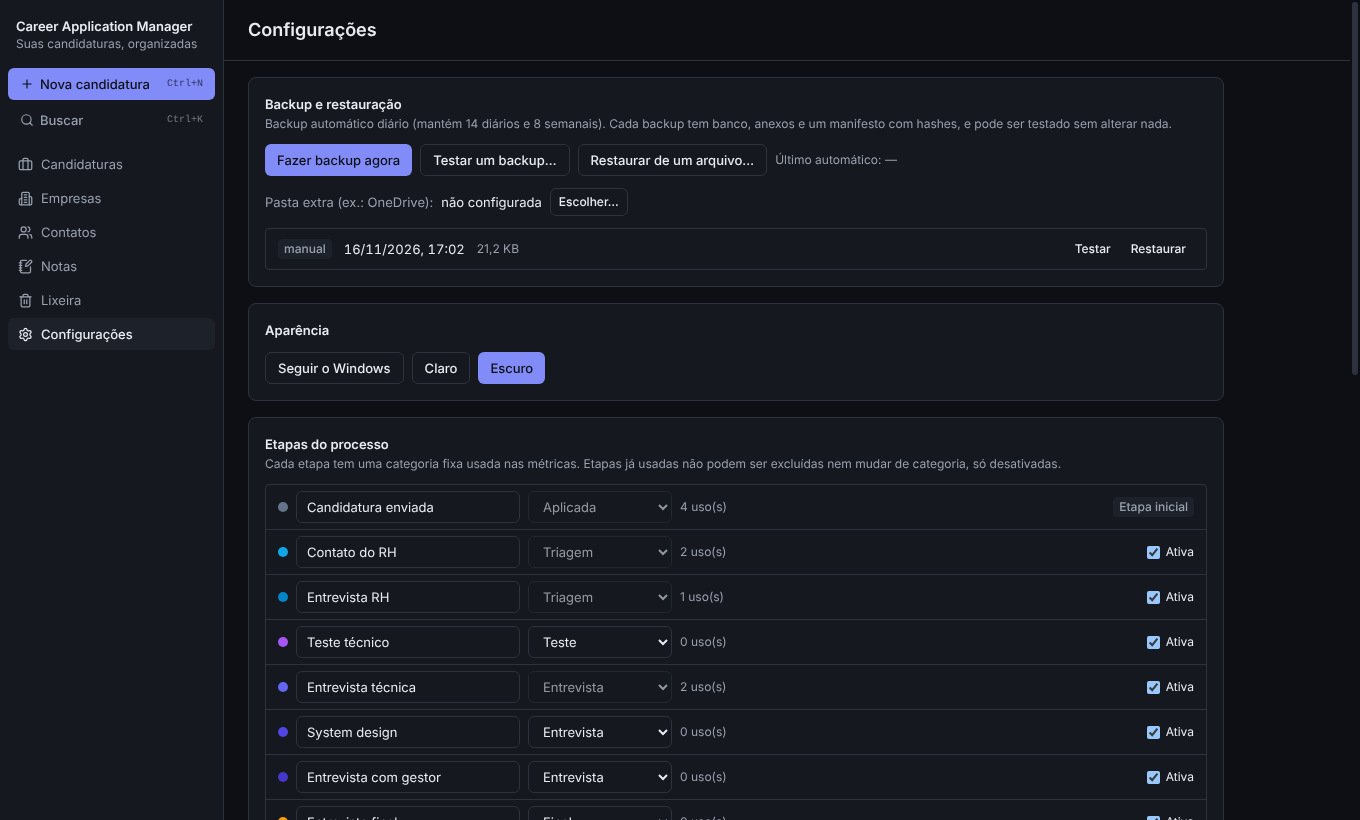 Career Application Manager
Suas candidaturas, organizadas
Nova candidatura Ctrl+N
Buscar Ctrl+K
Candidaturas
Empresas
Contatos
Notas
Lixeira
Configurações
Configurações
Backup e restauração
Backup automático diário (mantém 14 diários e 8 semanais). Cada backup tem banco, anexos e um manifesto com hashes, e pode ser testado sem alterar nada.
Fazer backup agora Testar um backup... Restaurar de um arquivo... Último automático: —
Pasta extra (ex.: OneDrive): não configurada Escolher...
manual 16/11/2026, 17:02 21,2 KB Testar Restaurar
Aparência
Seguir o Windows Claro Escuro
Etapas do processo
Cada etapa tem uma categoria fixa usada nas métricas. Etapas já usadas não podem ser excluídas nem mudar de categoria, só desativadas.
Candidatura enviada Aplicada 4 uso(s) Etapa inicial
Contato do RH Triagem 2 uso(s) Ativa
Entrevista RH Triagem 1 uso(s) Ativa
Teste técnico Teste 0 uso(s) Ativa
Entrevista técnica Entrevista 2 uso(s) Ativa
System design Entrevista 0 uso(s) Ativa
Entrevista com gestor Entrevista 0 uso(s) Ativa